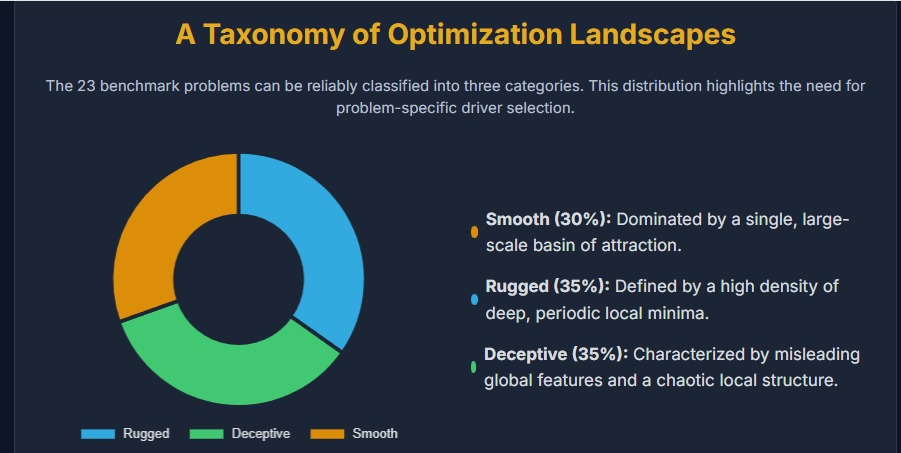 A Taxonomy of Optimization Landscapes
The 23 benchmark problems can be reliably classified into three categories. This distribution highlights the need for
problem-specific driver selection.
Smooth (30%): Dominated by a single, large-
scale basin of attraction.
Rugged (35%): Defined by a high density of
deep, periodic local minima.
Deceptive (35%): Characterized by misleading
global features and a chaotic local structure.
Rugged Deceptive Smooth